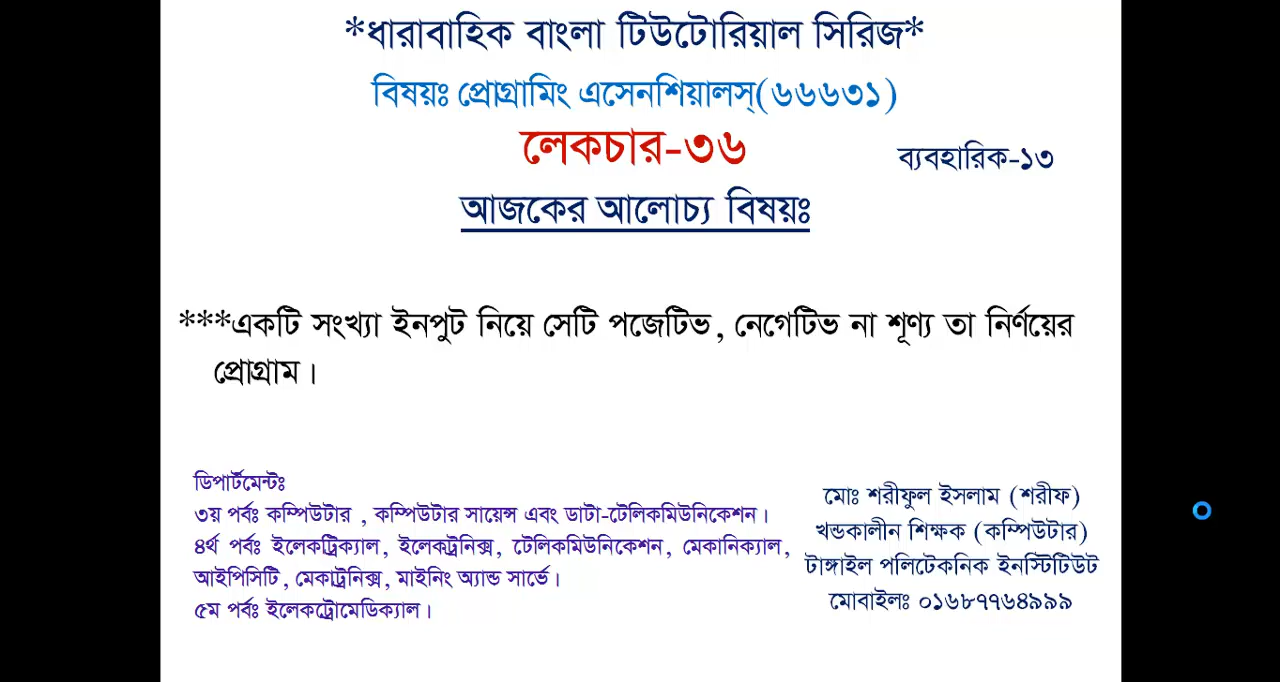 *ধারাবাহিক বাংলা টিউটোরিয়াল সিরিজ*
বিষয়ঃ প্রোগ্রামিং এসেনশিয়ালস্(৬৬৬৩১)
লেকচার-৩৬
ব্যবহারিক-১৩
আজকের আলোচ্য বিষয়ঃ
***একটি সংখ্যা ইনপুট নিয়ে সেটি পজেটিভ, নেগেটিভ না শূণ্য তা নির্ণয়ের
প্রোগ্রাম।
ডিপার্টমেন্টঃ
৩য় পর্বঃ কম্পিউটার , কম্পিউটার সায়েন্স এবং ডাটা-টেলিকমিউনিকেশন।
৪র্থ পর্বঃ ইলেকট্রিক্যাল, ইলেকট্রনিক্স, টেলিকমিউনিকেশন, মেকানিক্যাল,
আইপিসিটি, মেকাট্রনিক্স, মাইনিং অ্যান্ড সার্ভে।
৫ম পর্বঃ ইলেকট্রোমেডিক্যাল।
মোঃ শরীফুল ইসলাম (শরীফ)
খন্ডকালীন শিক্ষক (কম্পিউটার)
টাঙ্গাইল পলিটেকনিক ইনস্টিটিউট
মোবাইলঃ ০১৬৮৭৭৬৪৯৯৯